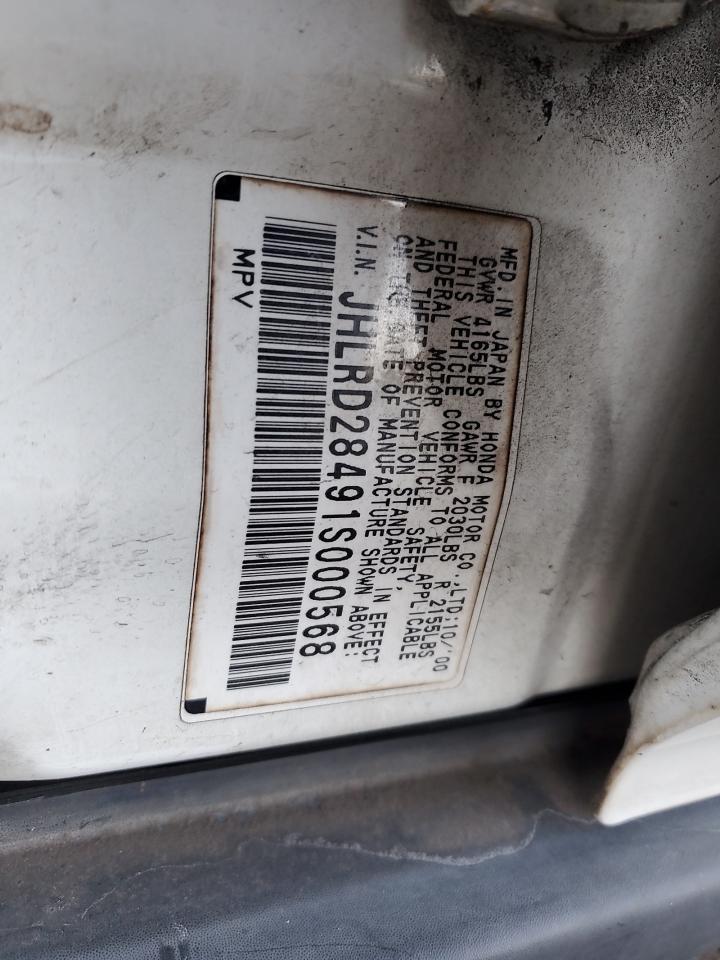 MFD.IN JAPAN BY HONDA MOTOR CO.,LTD:10/'00
GVWR 4165LBS GAWR F 2030LBS R 2155LBS
THIS VEHICLE CONFORMS TO ALL APPLICABLE
FEDERAL MOTOR VEHICLE SAFETY,
AND THEFT PREVENTION STANDARDS IN EFFECT
ON THE DATE OF MANUFACTURE SHOWN ABOVE:
V.I.N. JHLRD28491S000568
MPV